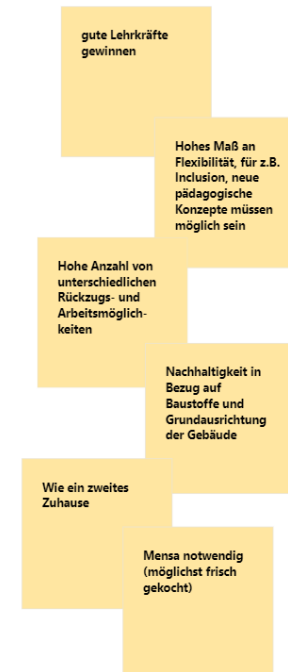 gute Lehrkräfte
gewinnen
Hohes Maß an
Flexibilität, für z.B.
Inclusion, neue
pädagogische
Konzepte müssen
möglich sein
Hohe Anzahl von
unterschiedlichen
Rückzugs- und
Arbeitsmöglich-
keiten
Nachhaltigkeit in
Bezug auf
Baustoffe und
Grundausrichtung
der Gebäude
Wie ein zweites
Zuhause
Mensa notwendig
(möglichst frisch
gekocht)